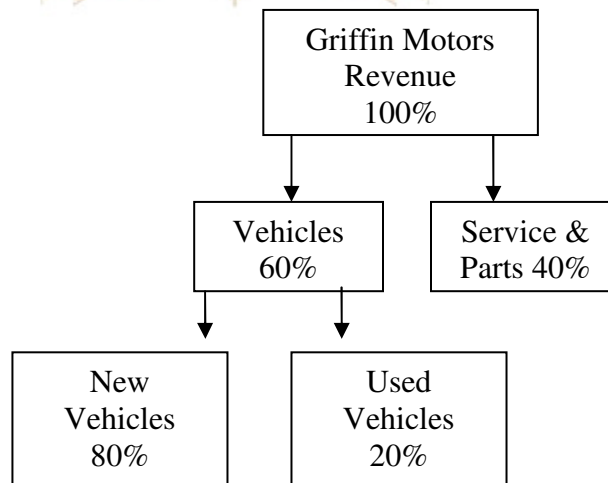 Griffin Motors
Revenue
100%
Vehicles
60%
Service &
Parts 40%
New
Vehicles
80%
Used
Vehicles
20%